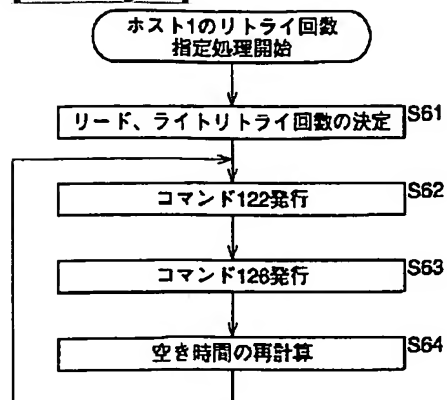 ホスト1のリトライ回数
指定処理開始
リード、ライトリトライ回数の決定
S61
コマンド122発行
S62
コマンド126発行
S63
空き時間の再計算
S64